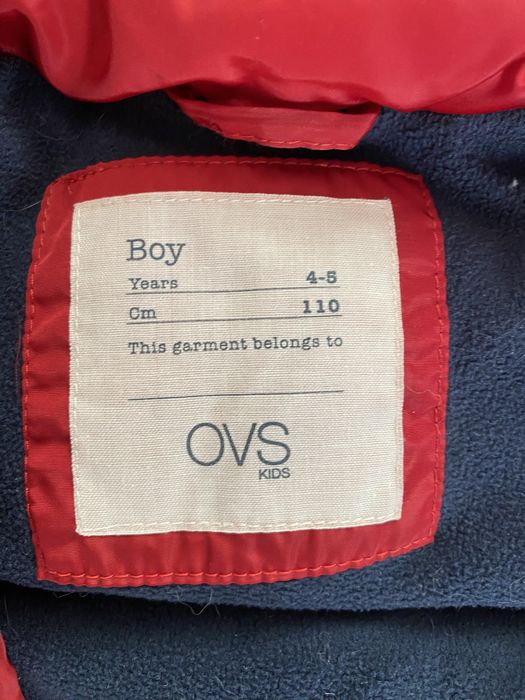 Boy
Years 4-5
Cm 110
This garment belongs to
OVS
KIDS